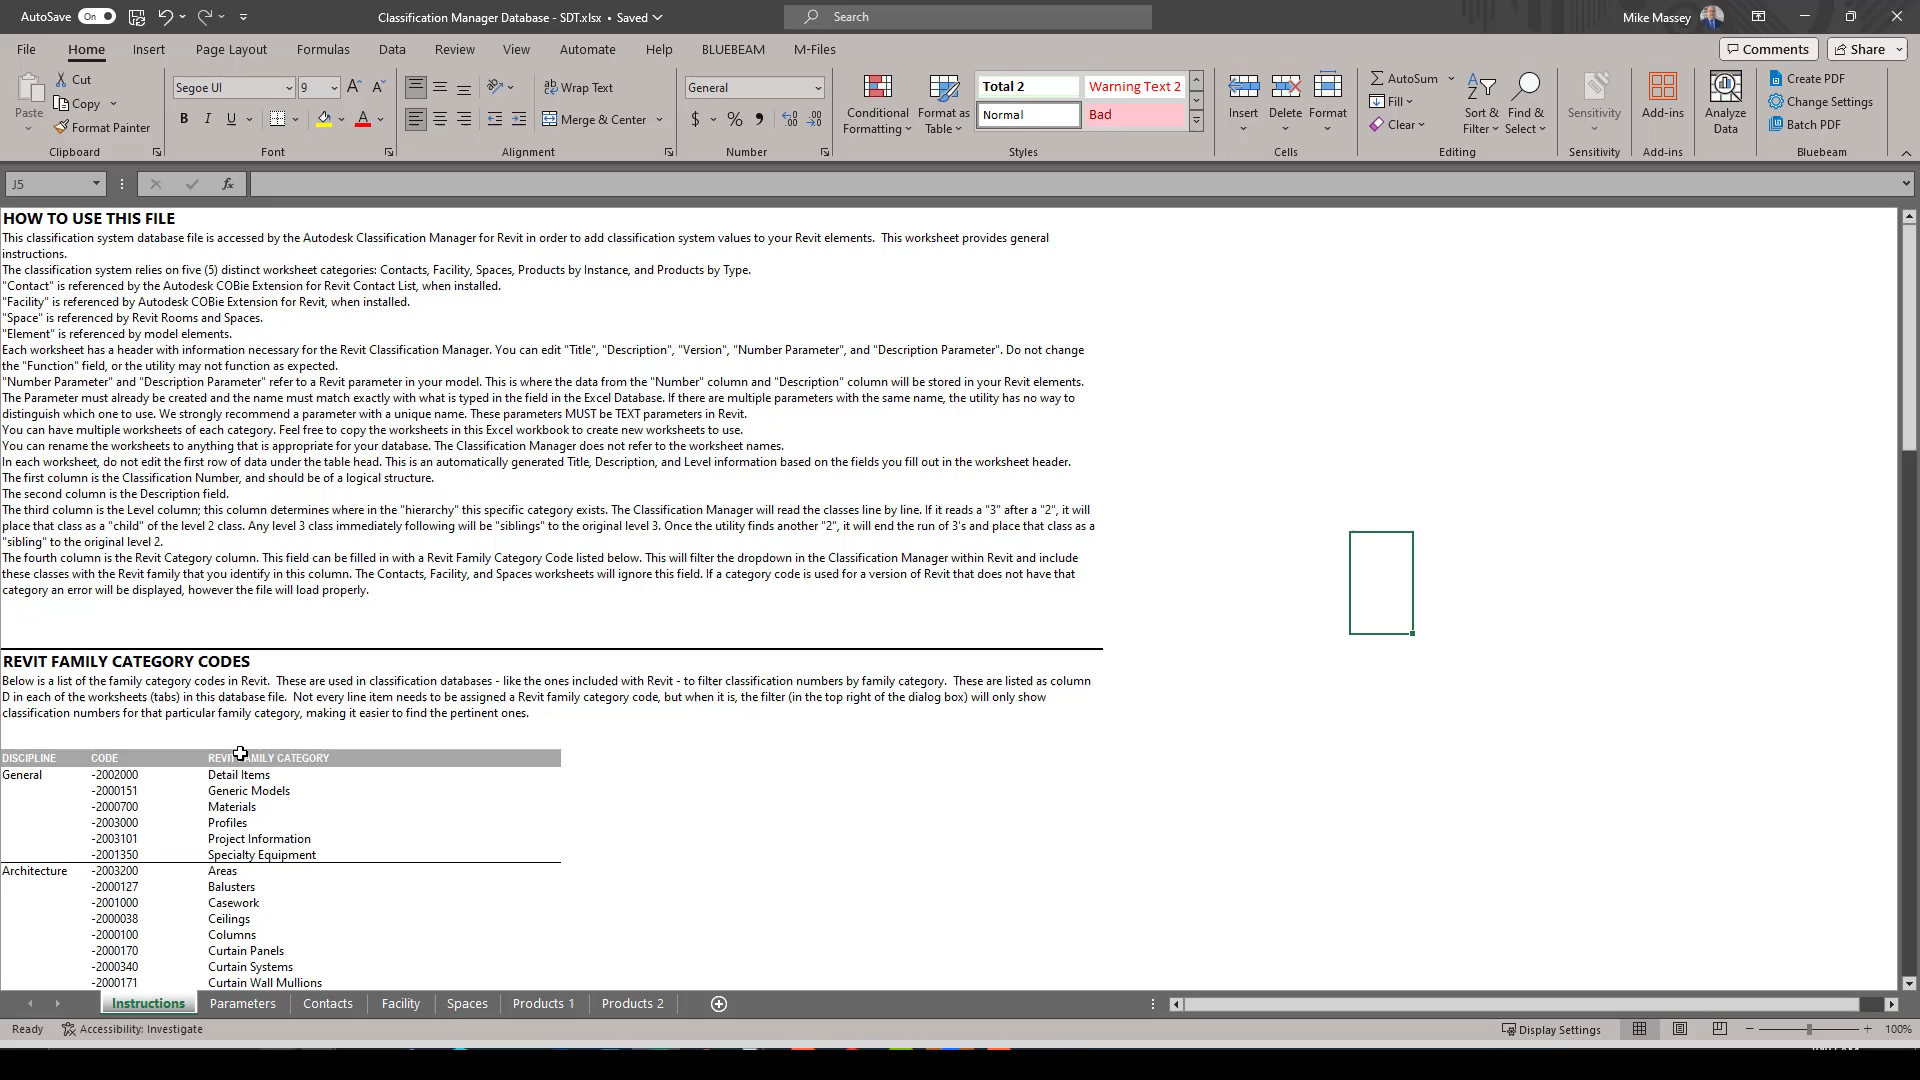 AutoSave On Classification Manager Database - SDT.xlsx • Saved Search Mike Massey
File Home Insert Page Layout Formulas Data Review View Automate Help BLUEBEAM M-Files Comments Share
Paste Cut Copy Format Painter Clipboard
Segoe UI 9 B I U A Font
Wrap Text Merge & Center Alignment
General $ % Number
Conditional Formatting Format as Table Total 2 Warning Text 2 Normal Bad Styles
Insert Delete Format Cells
AutoSum Fill Clear Sort & Filter Find & Select Editing
Sensitivity Sensitivity
Add-ins Add-ins
Analyze Data
Create PDF Change Settings Batch PDF Bluebeam
J5 fx
HOW TO USE THIS FILE
This classification system database file is accessed by the Autodesk Classification Manager for Revit in order to add classification system values to your Revit elements.  This worksheet provides general
instructions.
The classification system relies on five (5) distinct worksheet categories: Contacts, Facility, Spaces, Products by Instance, and Products by Type.
"Contact" is referenced by the Autodesk COBie Extension for Revit Contact List, when installed.
"Facility" is referenced by Autodesk COBie Extension for Revit, when installed.
"Space" is referenced by Revit Rooms and Spaces.
"Element" is referenced by model elements.
Each worksheet has a header with information necessary for the Revit Classification Manager. You can edit "Title", "Description", "Version", "Number Parameter", and "Description Parameter". Do not change
the "Function" field, or the utility may not function as expected.
"Number Parameter" and "Description Parameter" refer to a Revit parameter in your model. This is where the data from the "Number" column and "Description" column will be stored in your Revit elements.
The Parameter must already be created and the name must match exactly with what is typed in the field in the Excel Database. If there are multiple parameters with the same name, the utility has no way to
distinguish which one to use. We strongly recommend a parameter with a unique name. These parameters MUST be TEXT parameters in Revit.
You can have multiple worksheets of each category. Feel free to copy the worksheets in this Excel workbook to create new worksheets to use.
You can rename the worksheets to anything that is appropriate for your database. The Classification Manager does not refer to the worksheet names.
In each worksheet, do not edit the first row of data under the table head. This is an automatically generated Title, Description, and Level information based on the fields you fill out in the worksheet header.
The first column is the Classification Number, and should be of a logical structure.
The second column is the Description field.
The third column is the Level column; this column determines where in the "hierarchy" this specific category exists. The Classification Manager will read the classes line by line. If it reads a "3" after a "2", it will
place that class as a "child" of the level 2 class. Any level 3 class immediately following will be "siblings" to the original level 3. Once the utility finds another "2", it will end the run of 3's and place that class as a
"sibling" to the original level 2.
The fourth column is the Revit Category column. This field can be filled in with a Revit Family Category Code listed below. This will filter the dropdown in the Classification Manager within Revit and include
these classes with the Revit family that you identify in this column. The Contacts, Facility, and Spaces worksheets will ignore this field. If a category code is used for a version of Revit that does not have that
category an error will be displayed, however the file will load properly.
REVIT FAMILY CATEGORY CODES
Below is a list of the family category codes in Revit.  These are used in classification databases - like the ones included with Revit - to filter classification numbers by family category.  These are listed as column
D in each of the worksheets (tabs) in this database file.  Not every line item needs to be assigned a Revit family category code, but when it is, the filter (in the top right of the dialog box) will only show
classification numbers for that particular family category, making it easier to find the pertinent ones.
DISCIPLINE CODE REVIT FAMILY CATEGORY
General -2002000 Detail Items
-2000151 Generic Models
-2000700 Materials
-2003000 Profiles
-2003101 Project Information
-2001350 Specialty Equipment
Architecture -2003200 Areas
-2000127 Balusters
-2001000 Casework
-2000038 Ceilings
-2000100 Columns
-2000170 Curtain Panels
-2000340 Curtain Systems
-2000171 Curtain Wall Mullions
Instructions Parameters Contacts Facility Spaces Products 1 Products 2
Ready Accessibility: Investigate Display Settings 100%